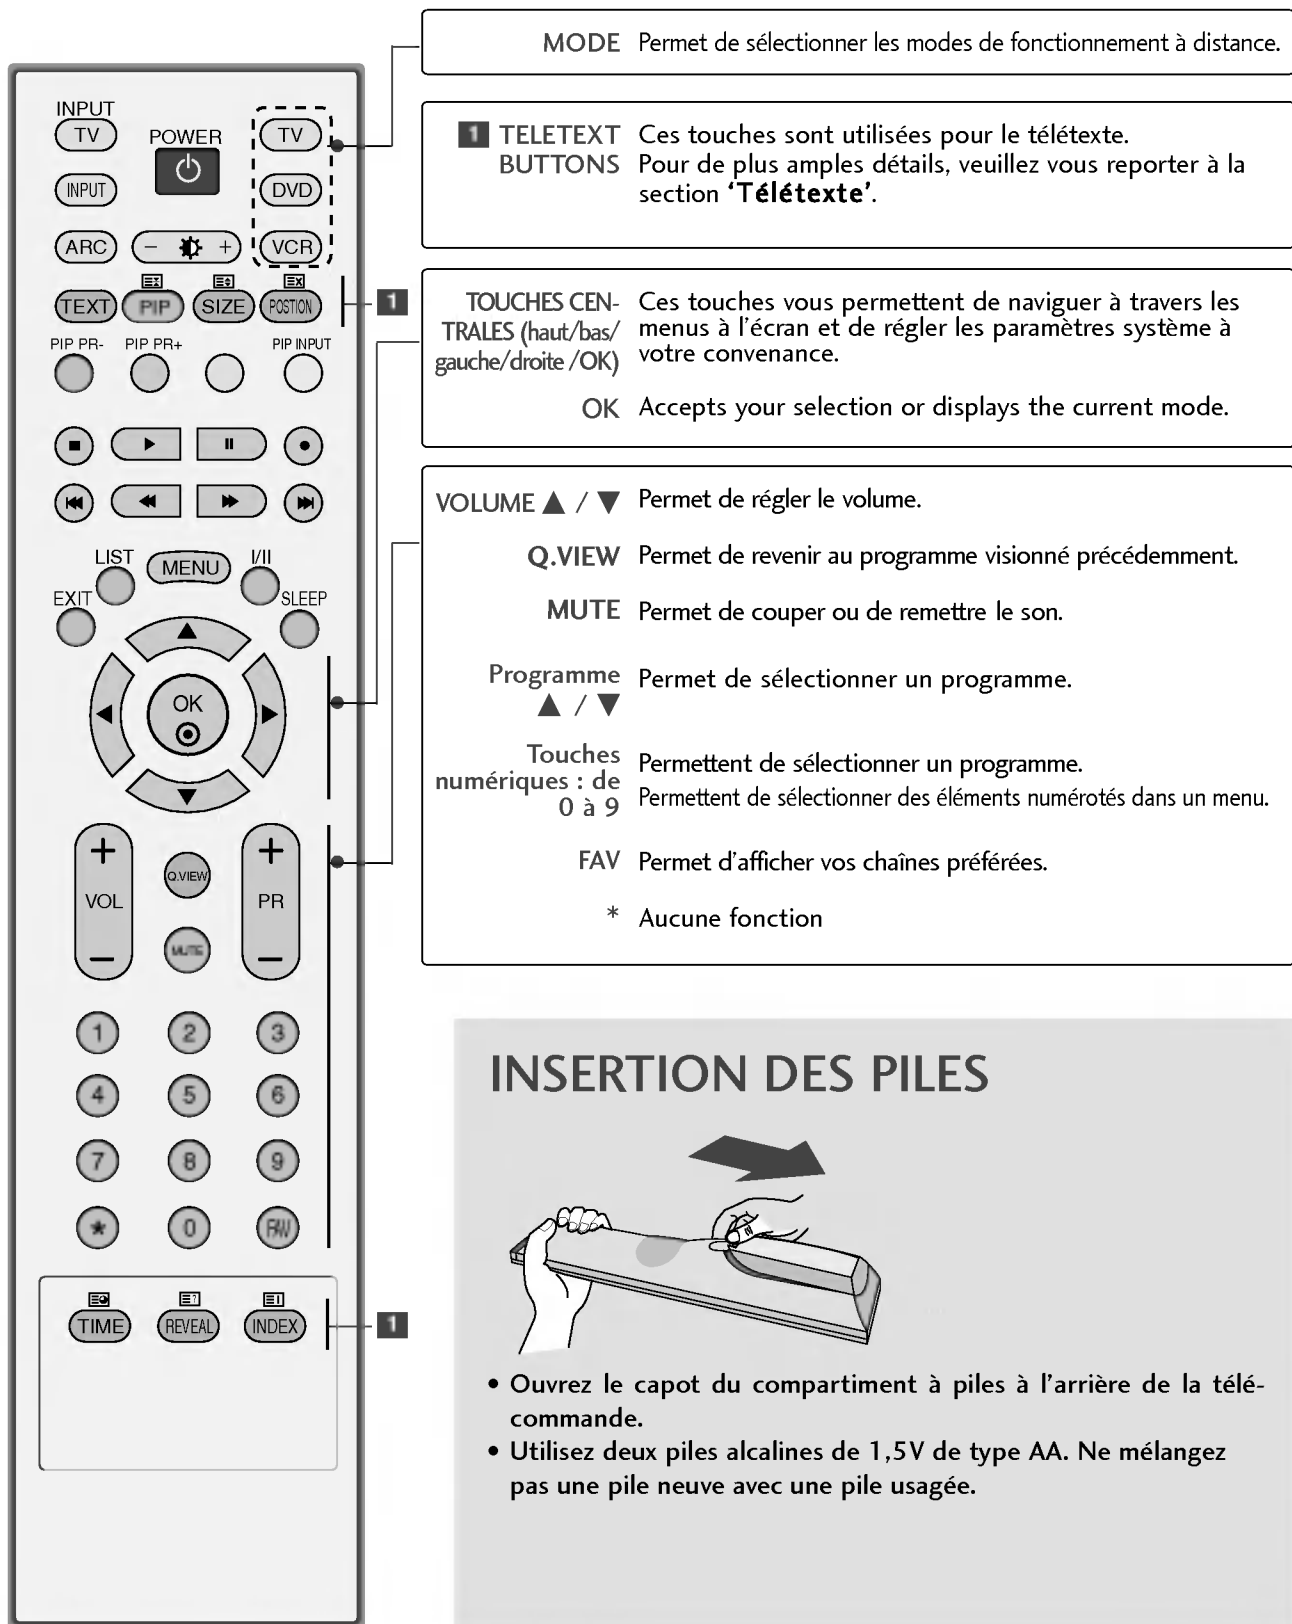 INPUT
TV
POWER
TV
INPUT
DVD
ARC
- +
VCR
TEXT
PIP
SIZE
POSTION
1
PIP PR-
PIP PR+
PIP INPUT
LIST
MENU
I/II
EXIT
SLEEP
OK
+
VOL
-
Q.VIEW
MUTE
+
PR
-
1
2
3
4
5
6
7
8
9
*
0
FAV
TIME
REVEAL
INDEX
1
MODE Permet de sélectionner les modes de fonctionnement à distance.
1 TELETEXT Ces touches sont utilisées pour le télétexte.
BUTTONS Pour de plus amples détails, veuillez vous reporter à la
section ‘Télétexte’.
TOUCHES CEN- Ces touches vous permettent de naviguer à travers les
TRALES (haut/bas/ menus à l’écran et de régler les paramètres système à
gauche/droite /OK) votre convenance.
OK Accepts your selection or displays the current mode.
VOLUME ▲ / ▼ Permet de régler le volume.
Q.VIEW Permet de revenir au programme visionné précédemment.
MUTE Permet de couper ou de remettre le son.
Programme Permet de sélectionner un programme.
▲ / ▼
Touches
numériques : de Permettent de sélectionner un programme.
0 à 9 Permettent de sélectionner des éléments numérotés dans un menu.
FAV Permet d’afficher vos chaînes préférées.
* Aucune fonction
INSERTION DES PILES
• Ouvrez le capot du compartiment à piles à l’arrière de la télé-
commande.
• Utilisez deux piles alcalines de 1,5V de type AA. Ne mélangez
pas une pile neuve avec une pile usagée.